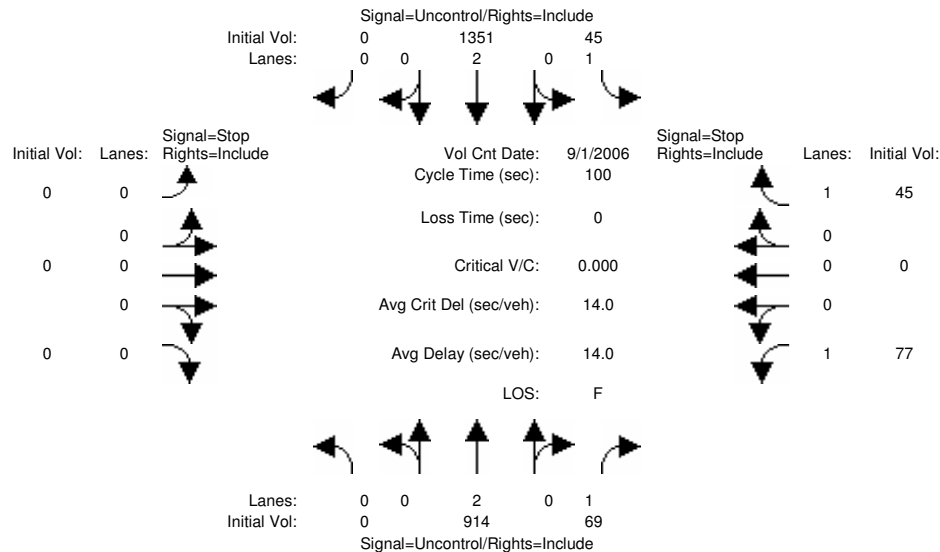 Signal=Uncontrol/Rights=Include
Initial Vol: 0 1351 45
Lanes: 0 0 2 0 1
Signal=Stop Signal=Stop
Initial Vol: Lanes: Rights=Include Vol Cnt Date: 9/1/2006 Rights=Include Lanes: Initial Vol:
Cycle Time (sec): 100
0 0 1 45
Loss Time (sec): 0
0 0
0 0 Critical V/C: 0.000 0 0
0 Avg Crit Del (sec/veh): 14.0 0
0 0 Avg Delay (sec/veh): 14.0 1 77
LOS: F
Lanes: 0 0 2 0 1
Initial Vol: 0 914 69
Signal=Uncontrol/Rights=Include